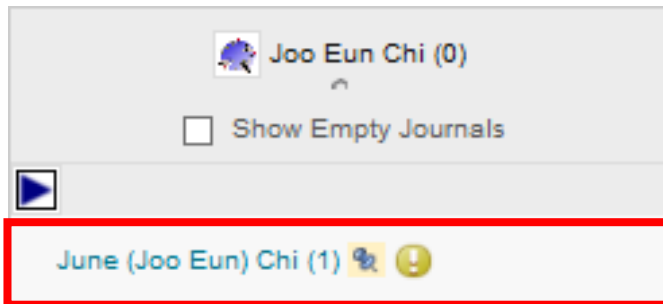 Joo Eun Chi (0)
Show Empty Journals
June (Joo Eun) Chi (1)